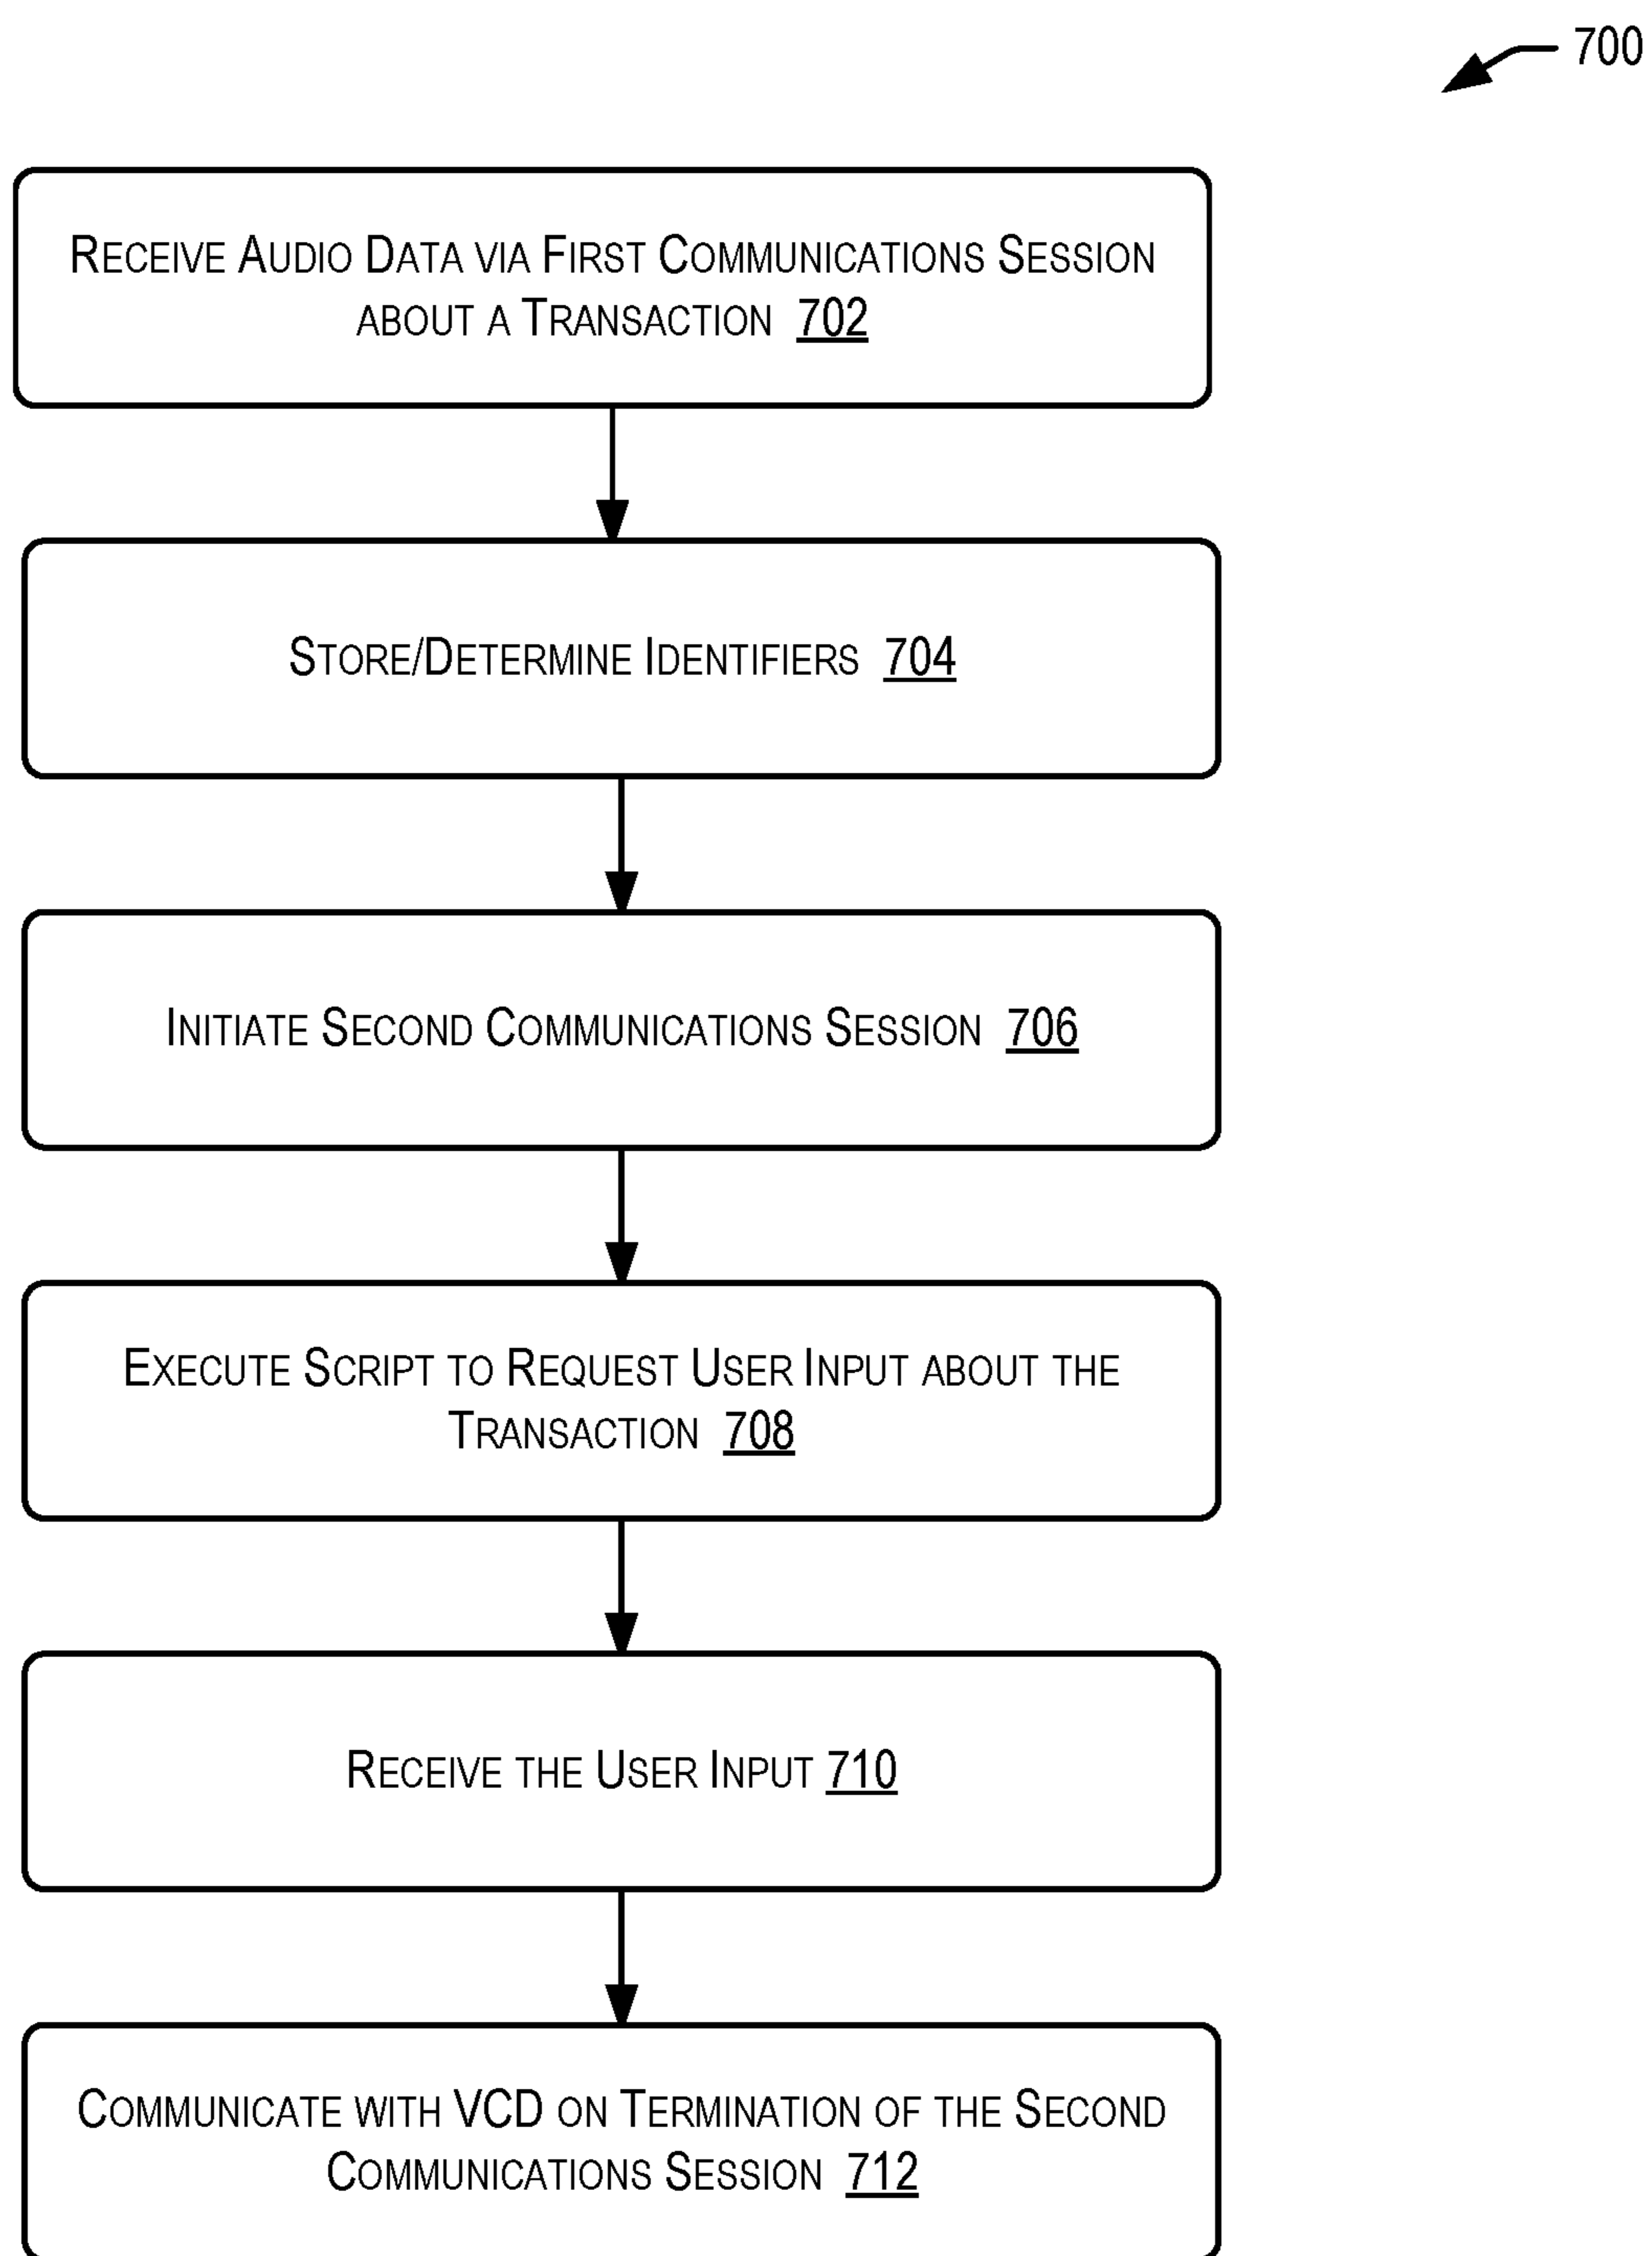 700
Receive Audio Data via First Communications Session
about a Transaction 702
Store/Determine Identifiers 704
Initiate Second Communications Session 706
Execute Script to Request User Input about the
Transaction 708
Receive the User Input 710
Communicate with VCD on Termination of the Second
Communications Session 712